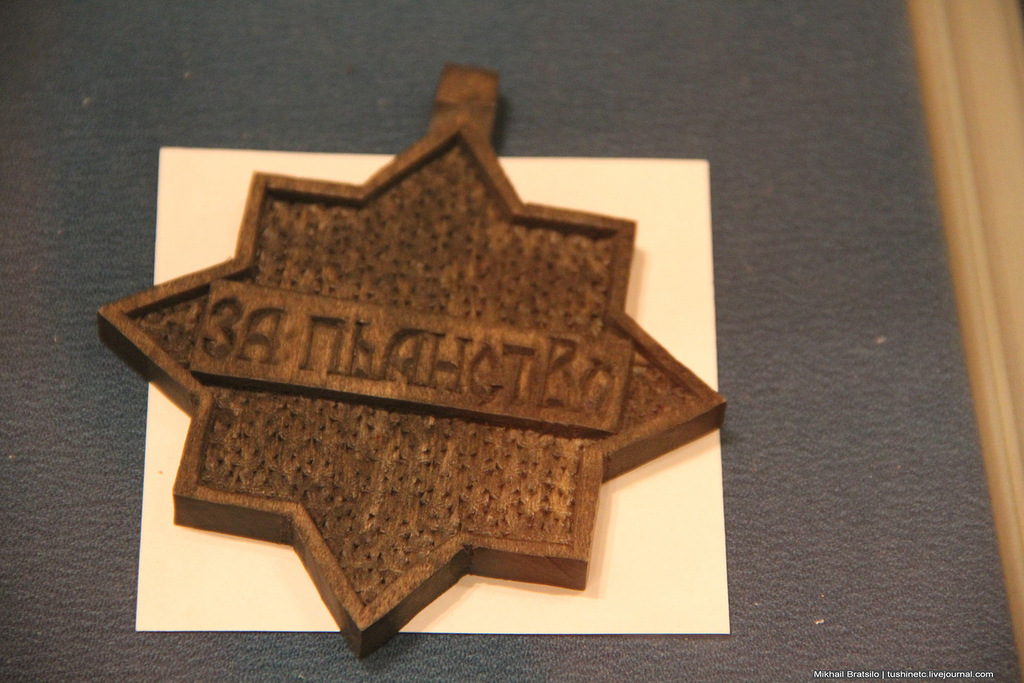 ЗА ПЬЯНСТВО
Mikhail Bratsilo | tushinetc.livejournal.com